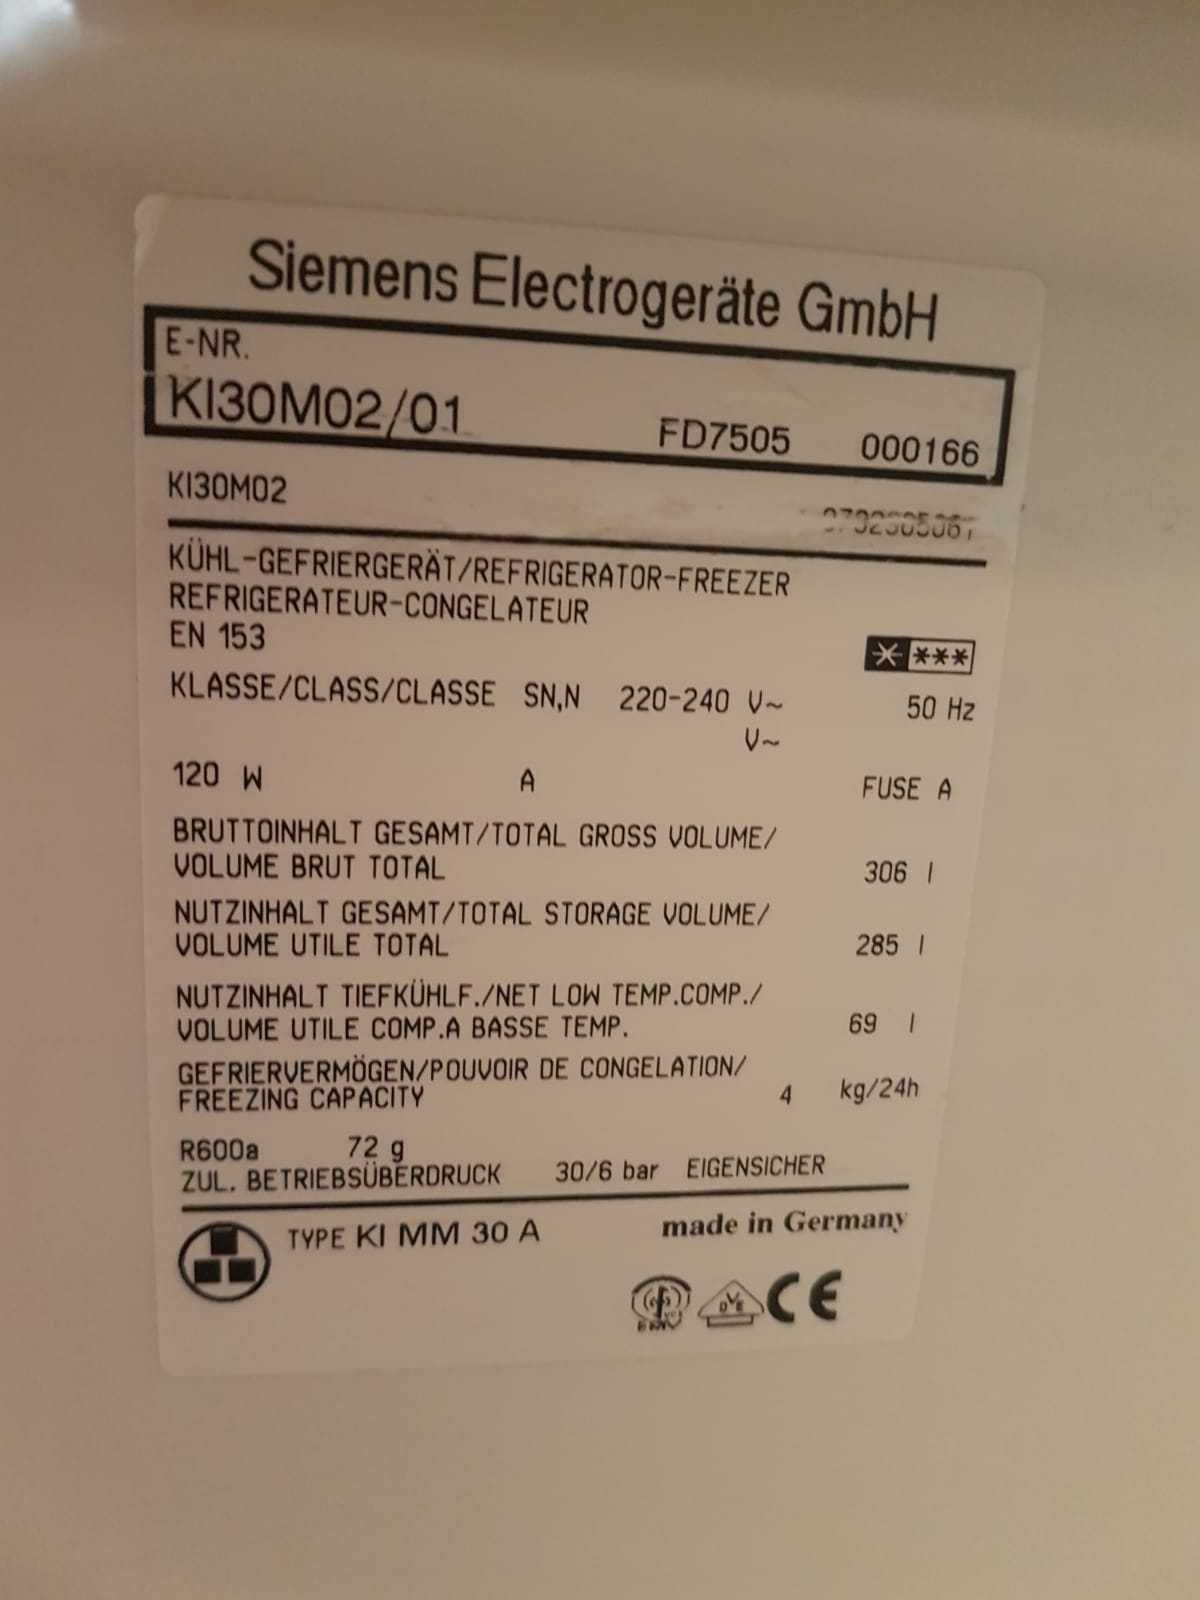 Siemens Electrogeräte GmbH
E-NR.
KI30M02/01 FD7505 000166
KI30M02
KÜHL-GEFRIERGERÄT/REFRIGERATOR-FREEZER
REFRIGERATEUR-CONGELATEUR
EN 153
KLASSE/CLASS/CLASSE SN,N 220-240 V~ 50 Hz
V~
120 W A FUSE A
BRUTTOINHALT GESAMT/TOTAL GROSS VOLUME/
VOLUME BRUT TOTAL 306 l
NUTZINHALT GESAMT/TOTAL STORAGE VOLUME/
VOLUME UTILE TOTAL 285 l
NUTZINHALT TIEFKÜHLF./NET LOW TEMP.COMP./
VOLUME UTILE COMP.A BASSE TEMP. 69 l
GEFRIERVERMÖGEN/POUVOIR DE CONGELATION/
FREEZING CAPACITY 4 kg/24h
R600a 72 g
ZUL. BETRIEBSÜBERDRUCK 30/6 bar EIGENSICHER
TYPE KI MM 30 A made in Germany
EMV DVE CE